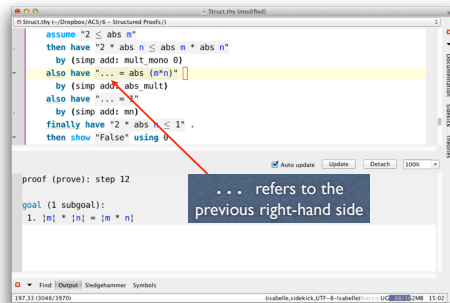 Struct.thy (modified)
Struct.thy (~/Dropbox/ACS/6 - Structured Proofs/)
assume "2 ≤ abs m"
then have "2 * abs n ≤ abs m * abs n"
by (simp add: mult_mono 0)
also have "... = abs (m*n)"
by (simp add: abs_mult)
also have "... = 1"
by (simp add: mn)
finally have "2 * abs n ≤ 1" .
then show "False" using 0
Documentation Sidekick Theories
Auto update Update Detach 100%
proof (prove): step 12
goal (1 subgoal):
1. ¦m¦ * ¦n¦ = ¦m * n¦
... refers to the
previous right-hand side
Find Output Sledgehammer Symbols
197,33 (3048/3970) (isabelle,sidekick,UTF-8-Isabelle) 15:02